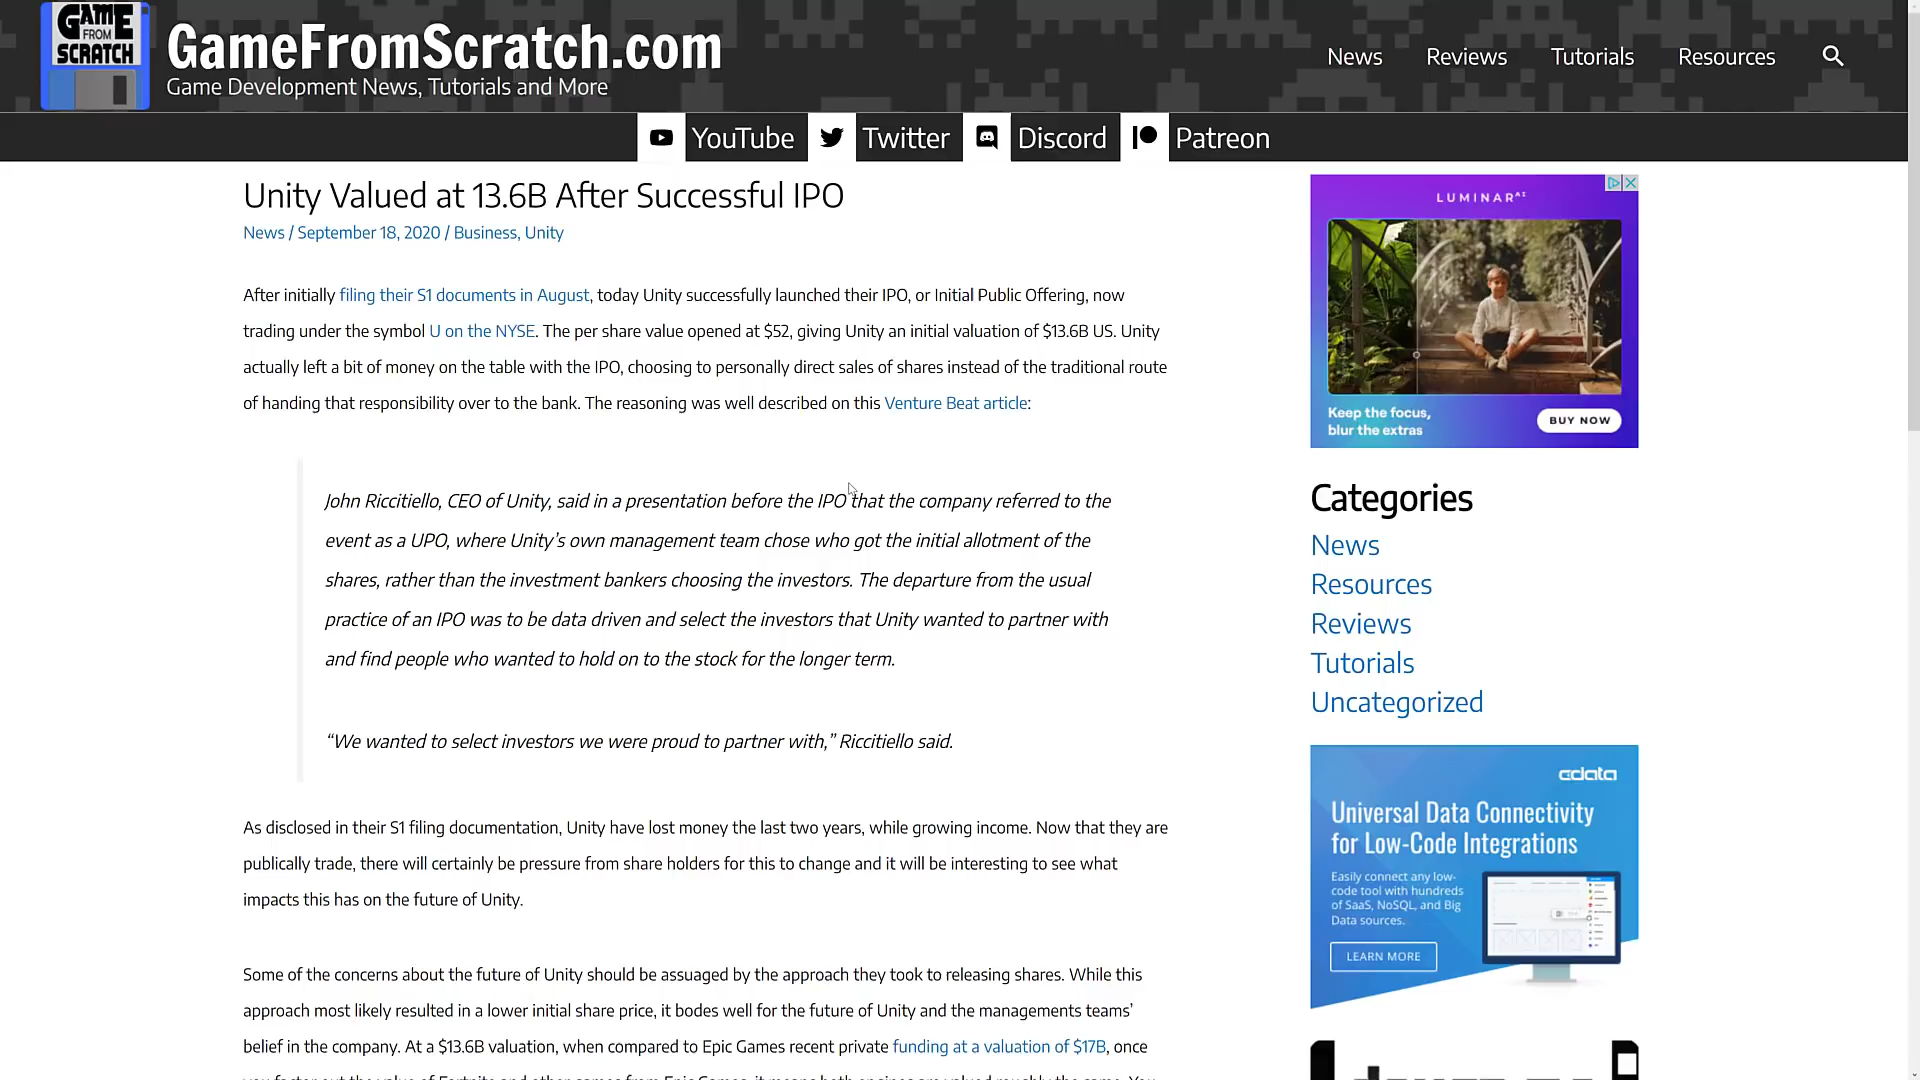 GAME
FROM
SCRATCH
GameFromScratch.com
Game Development News, Tutorials and More
News
Reviews
Tutorials
Resources
YouTube
Twitter
Discord
Patreon
Unity Valued at 13.6B After Successful IPO
News / September 18, 2020 / Business, Unity
After initially filing their S1 documents in August, today Unity successfully launched their IPO, or Initial Public Offering, now
trading under the symbol U on the NYSE. The per share value opened at $52, giving Unity an initial valuation of $13.6B US. Unity
actually left a bit of money on the table with the IPO, choosing to personally direct sales of shares instead of the traditional route
of handing that responsibility over to the bank. The reasoning was well described on this Venture Beat article:
John Riccitiello, CEO of Unity, said in a presentation before the IPO that the company referred to the
event as a UPO, where Unity’s own management team chose who got the initial allotment of the
shares, rather than the investment bankers choosing the investors. The departure from the usual
practice of an IPO was to be data driven and select the investors that Unity wanted to partner with
and find people who wanted to hold on to the stock for the longer term.
“We wanted to select investors we were proud to partner with,” Riccitiello said.
As disclosed in their S1 filing documentation, Unity have lost money the last two years, while growing income. Now that they are
publically trade, there will certainly be pressure from share holders for this to change and it will be interesting to see what
impacts this has on the future of Unity.
Some of the concerns about the future of Unity should be assuaged by the approach they took to releasing shares. While this
approach most likely resulted in a lower initial share price, it bodes well for the future of Unity and the managements teams’
belief in the company. At a $13.6B valuation, when compared to Epic Games recent private funding at a valuation of $17B, once
LUMINAR AI
Keep the focus,
blur the extras
BUY NOW
Categories
News
Resources
Reviews
Tutorials
Uncategorized
cdata
Universal Data Connectivity
for Low-Code Integrations
Easily connect any low-
code tool with hundreds
of SaaS, NoSQL, and Big
Data sources.
LEARN MORE